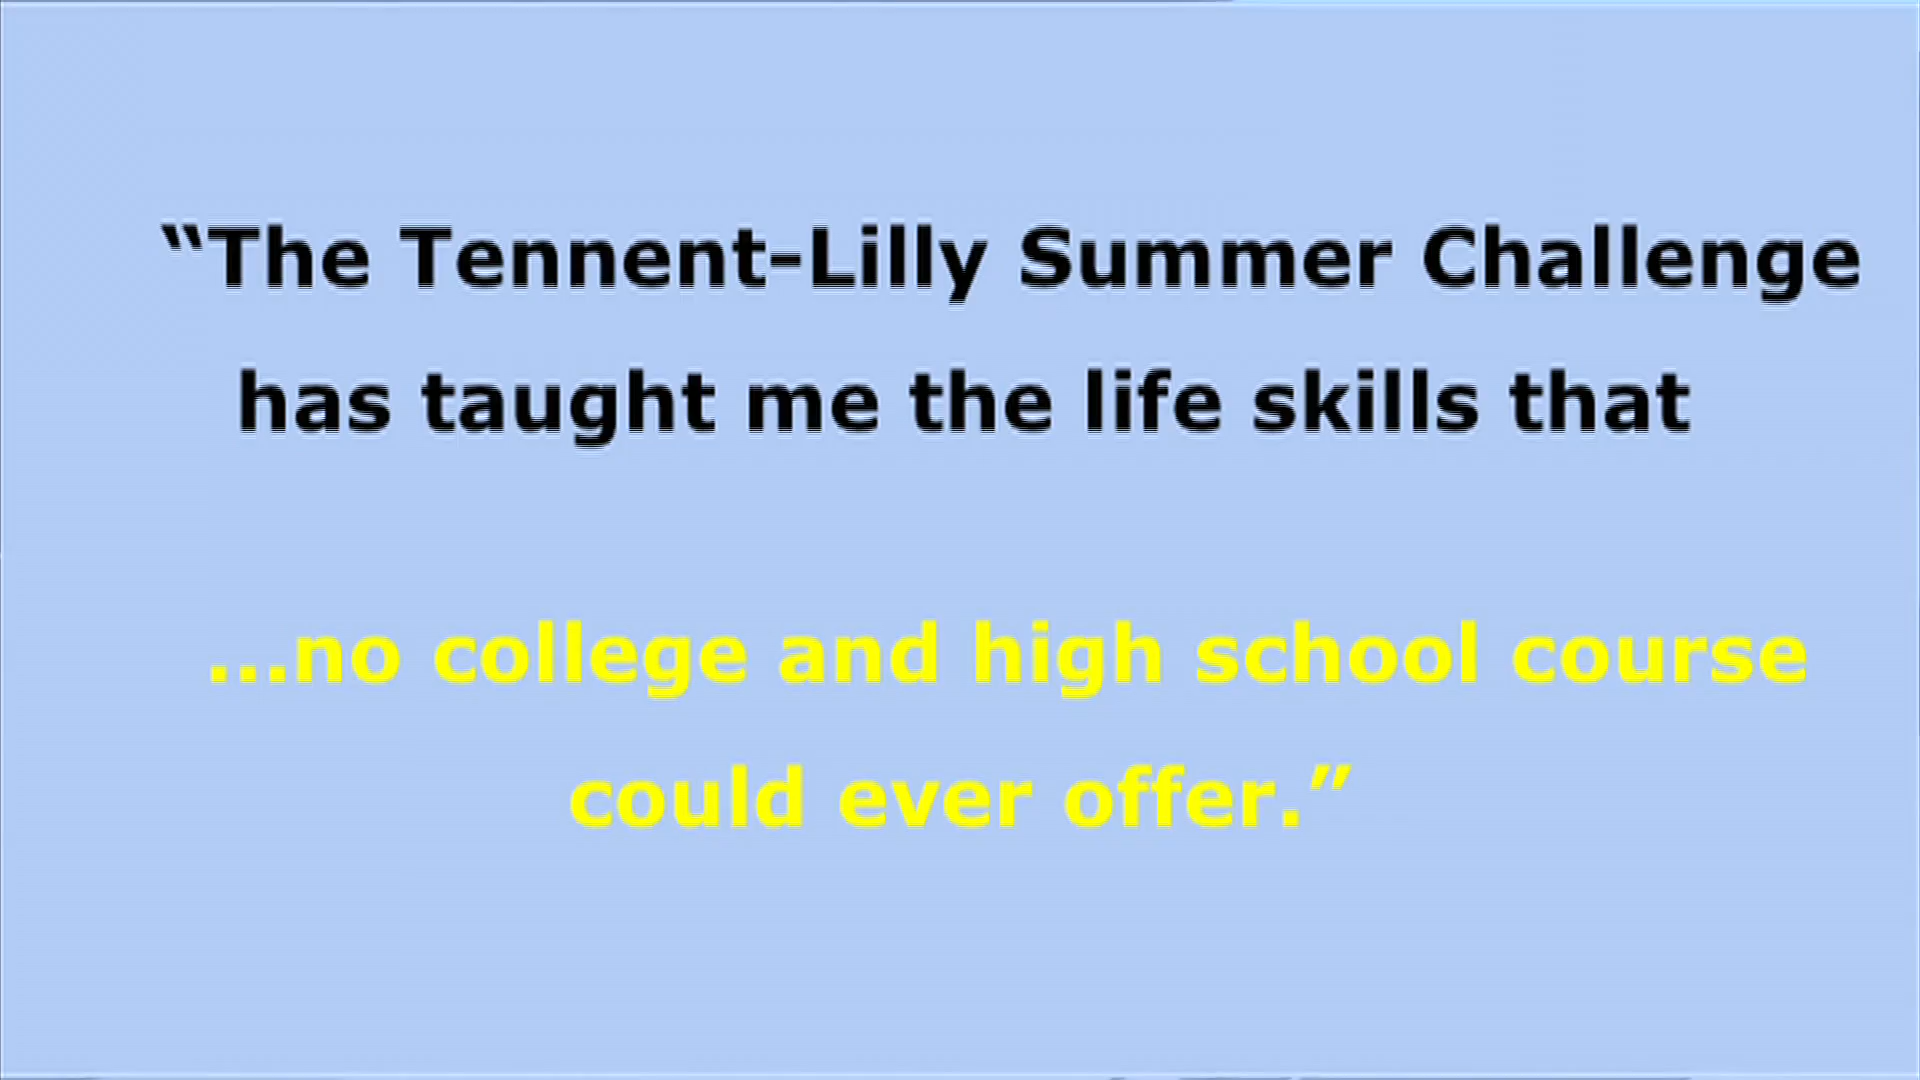 “The Tennent-Lilly Summer Challenge
has taught me the life skills that
...no college and high school course
could ever offer.”